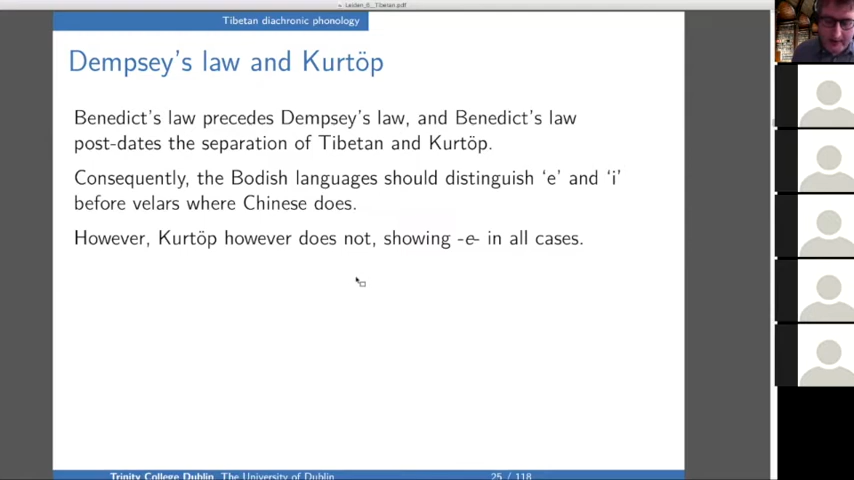 Leiden_6__Tibetan.pdf
Tibetan diachronic phonology
Dempsey's law and Kurtöp
Benedict's law precedes Dempsey's law, and Benedict's law
post-dates the separation of Tibetan and Kurtöp.
Consequently, the Bodish languages should distinguish ‘e’ and ‘i’
before velars where Chinese does.
However, Kurtöp however does not, showing -e- in all cases.
Trinity College Dublin, The University of Dublin
25 / 118